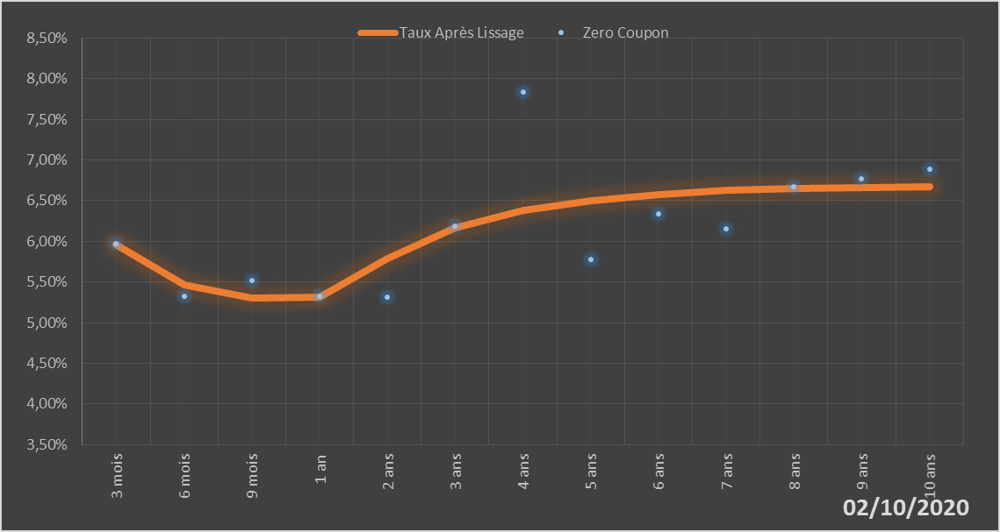 Taux Après Lissage
Zero Coupon
8,50%
8,00%
7,50%
7,00%
6,50%
6,00%
5,50%
5,00%
4,50%
4,00%
3,50%
3 mois
6 mois
9 mois
1 an
2 ans
3 ans
4 ans
5 ans
6 ans
7 ans
8 ans
9 ans
10 ans
02/10/2020